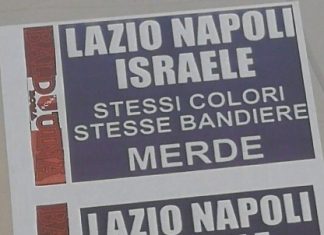 LAZIO NAPOLI
ISRAELE
STESSI COLORI
STESSE BANDIERE
MERDE
LAZIO NAPOLI